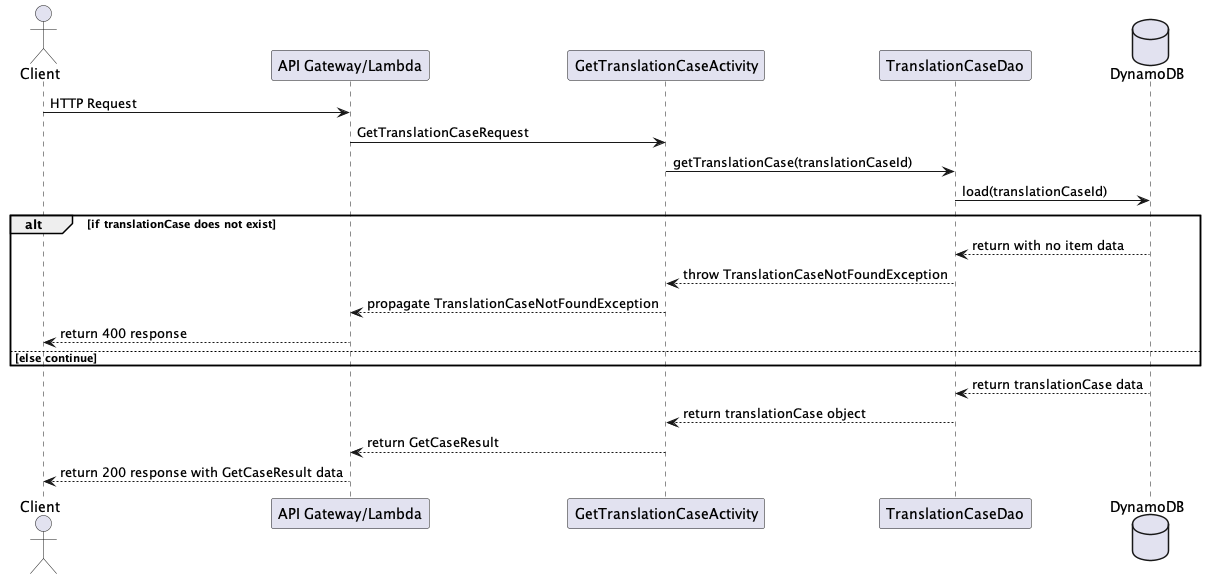 Client
API Gateway/Lambda
GetTranslationCaseActivity
TranslationCaseDao
DynamoDB
HTTP Request
GetTranslationCaseRequest
getTranslationCase(translationCaseId)
load(translationCaseId)
alt [if translationCase does not exist]
return with no item data
throw TranslationCaseNotFoundException
propagate TranslationCaseNotFoundException
return 400 response
[else continue]
return translationCase data
return translationCase object
return GetCaseResult
return 200 response with GetCaseResult data
Client
API Gateway/Lambda
GetTranslationCaseActivity
TranslationCaseDao
DynamoDB